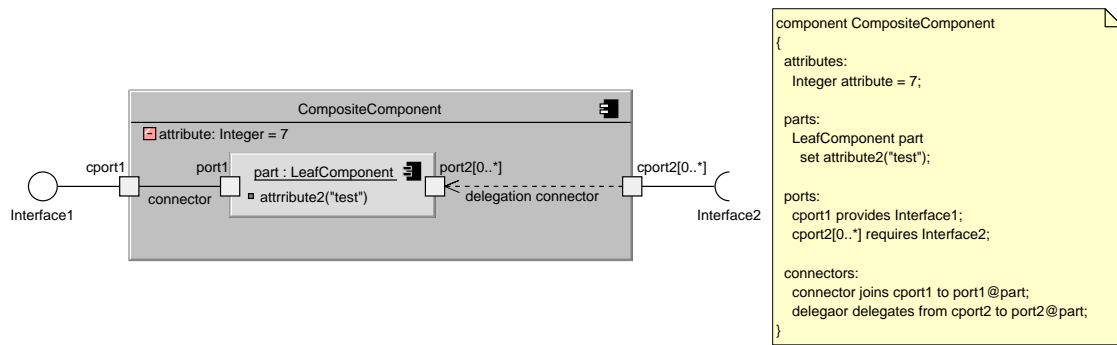 CompositeComponent
attribute: Integer = 7
cport1
port1
part : LeafComponent
port2[0..*]
cport2[0..*]
attrribute2("test")
connector
delegation connector
Interface1
Interface2
component CompositeComponent
{
attributes:
Integer attribute = 7;
parts:
LeafComponent part
set attribute2("test");
ports:
cport1 provides Interface1;
cport2[0..*] requires Interface2;
connectors:
connector joins cport1 to port1@part;
delegaor delegates from cport2 to port2@part;
}